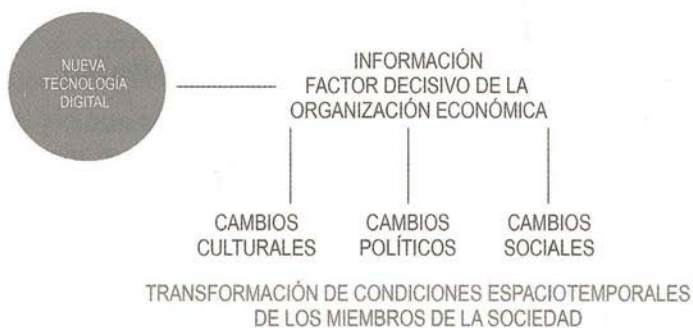 NUEVA
TECNOLOGÍA
DIGITAL
INFORMACIÓN
FACTOR DECISIVO DE LA
ORGANIZACIÓN ECONÓMICA
CAMBIOS
CULTURALES
CAMBIOS
POLÍTICOS
CAMBIOS
SOCIALES
TRANSFORMACIÓN DE CONDICIONES ESPACIOTEMPORALES
DE LOS MIEMBROS DE LA SOCIEDAD